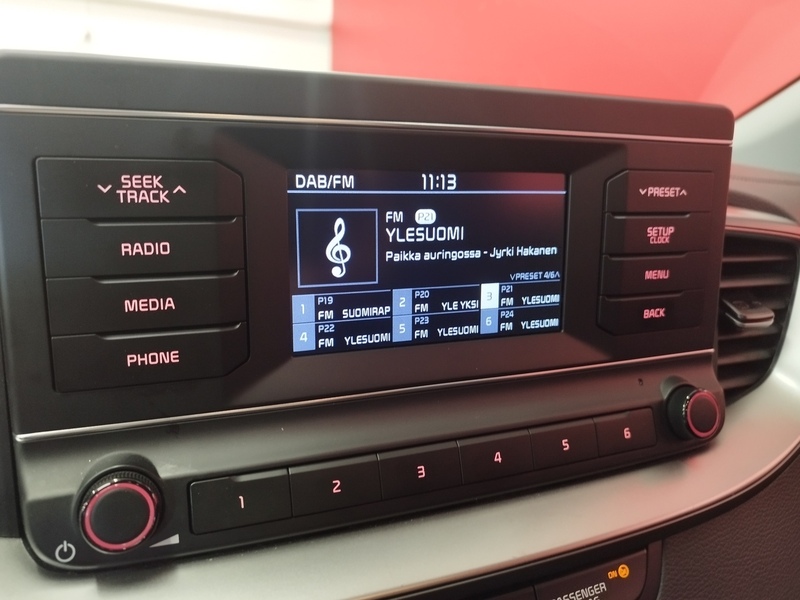 DAB/FM 11:13
SEEK
TRACK
RADIO
MEDIA
PHONE
FM P21
YLESUOMI
Paikka auringossa - Jyrki Hakanen
PRESET 4/6
1 P19 FM SUOMIRAP
2 P20 FM YLE YKSI
3 P21 FM YLESUOMI
4 P22 FM YLESUOMI
5 P23 FM YLESUOMI
6 P24 FM YLESUOMI
PRESET
SETUP
CLOCK
MENU
BACK
1 2 3 4 5 6
ON
PASSENGER